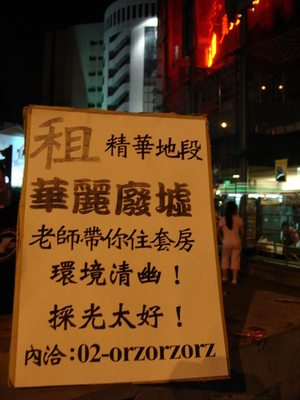 租 精華地段
華麗廢墟
老師帶你住套房
環境清幽！
採光太好！
內洽：02-orzorzorz